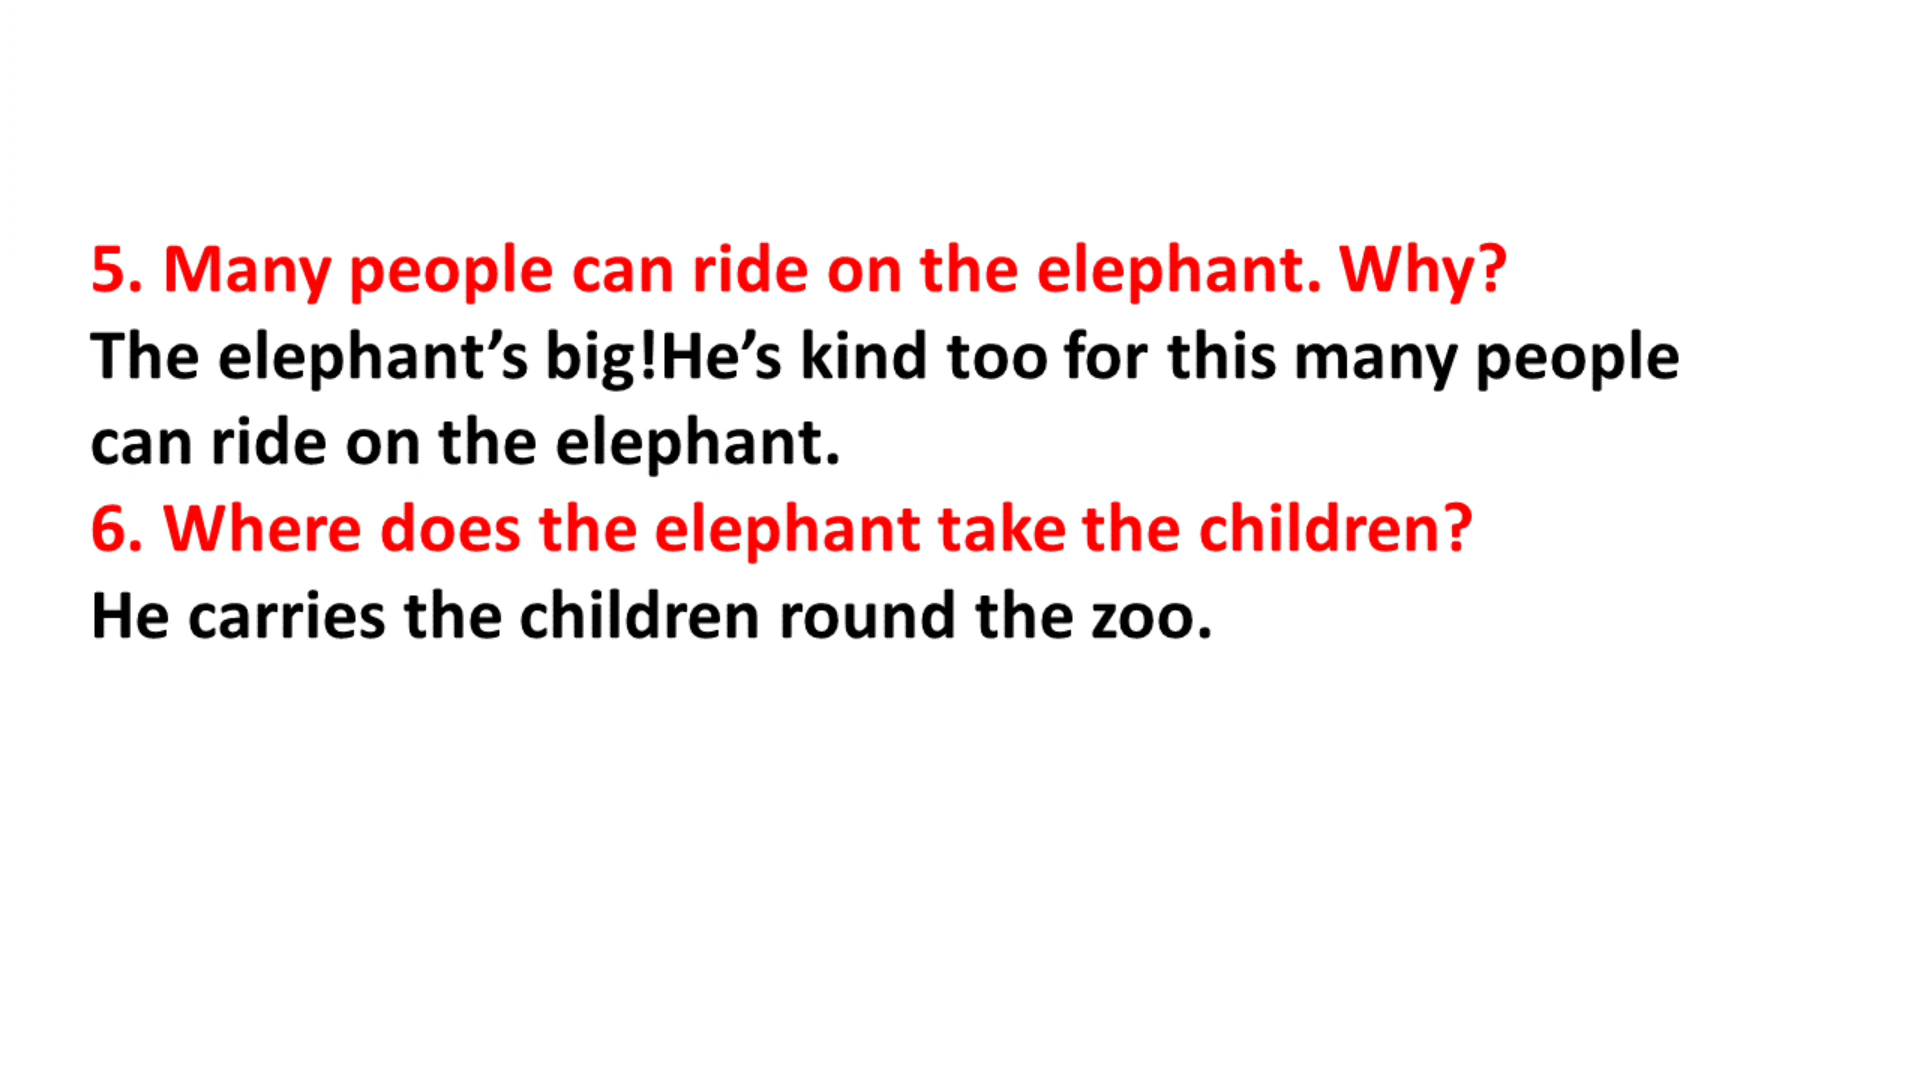 5. Many people can ride on the elephant. Why?
The elephant’s big!He’s kind too for this many people
can ride on the elephant.
6. Where does the elephant take the children?
He carries the children round the zoo.